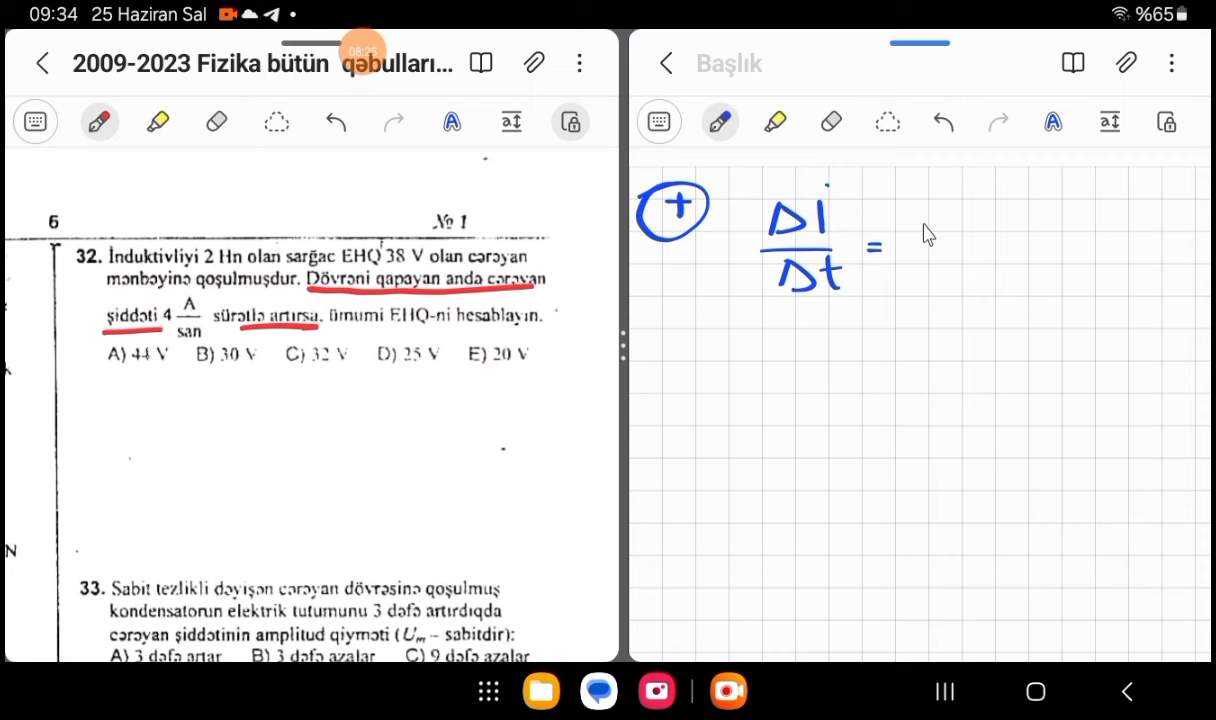 09:34 25 Haziran Sal %65
08:25
2009-2023 Fizika bütün qəbulları...
Başlık
6 № 1
32. İnduktivliyi 2 Hn olan sarğac EHQ 38 V olan cərəyan
mənbəyinə qoşulmuşdur. Dövrəni qapayan anda cərəyan
şiddəti 4 A/san sürətlə artırsa, ümumi EHQ-ni hesablayın.
A) 44 V B) 30 V C) 32 V D) 25 V E) 20 V
N
33. Sabit tezlikli dəyişən cərəyan dövrəsinə qoşulmuş
kondensatorun elektrik tutumunu 3 dəfə artırdıqda
cərəyan şiddətinin amplitud qiyməti (Um – sabitdir):
A) 3 dəfə artar B) 3 dəfə azalar C) 9 dəfə azalar
+ Δi/Δt =